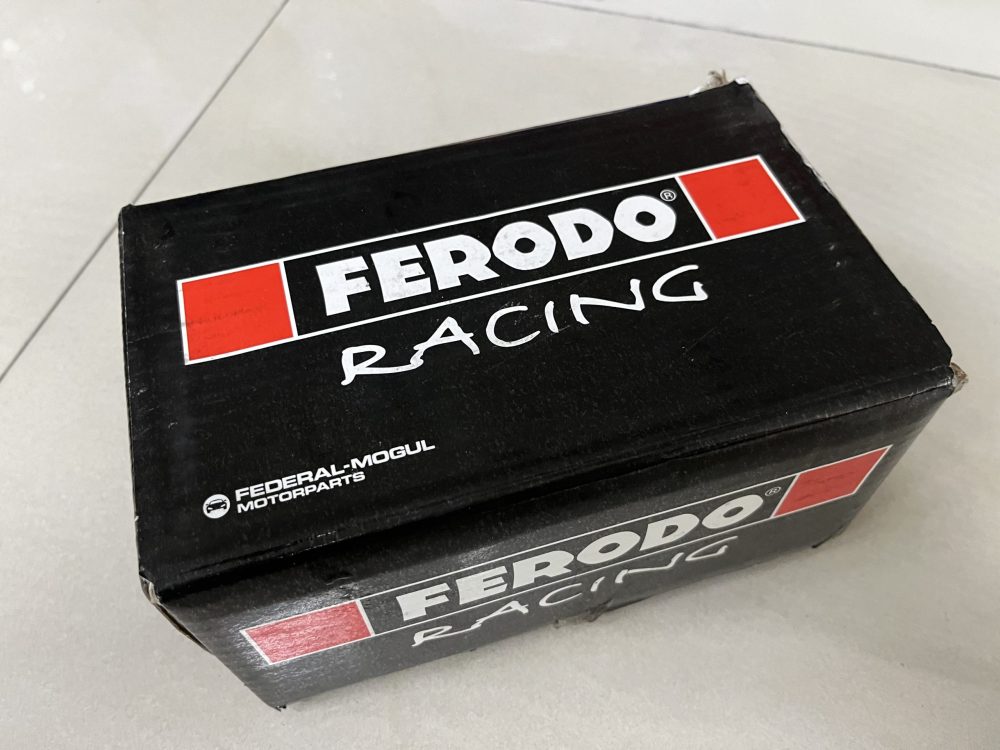 FERODO®
RACING
FEDERAL-MOGUL
MOTORPARTS
FERODO®
RACING